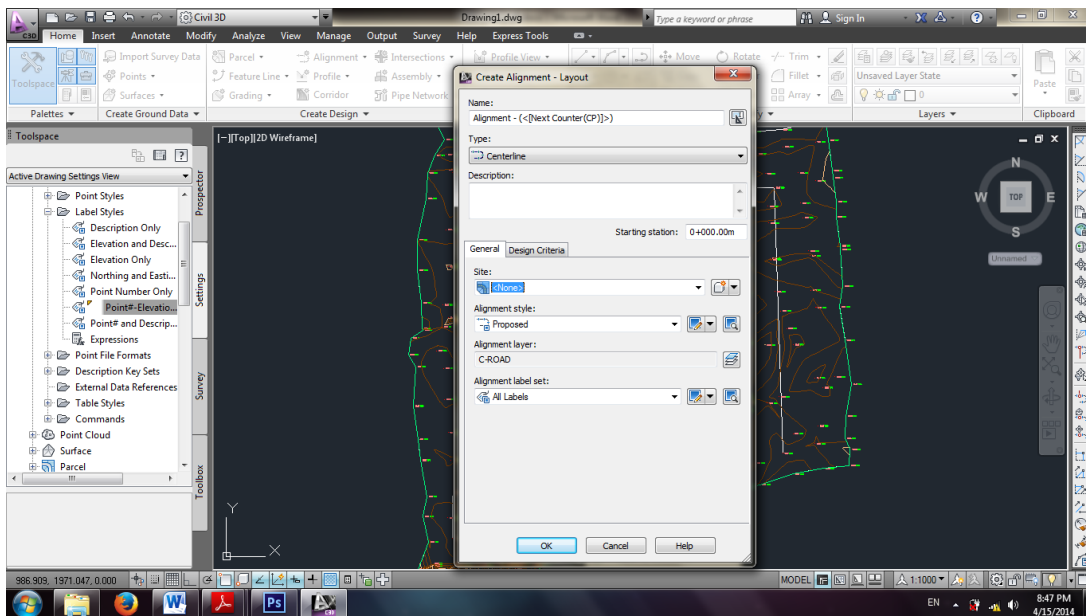 Civil 3D
Drawing1.dwg
Type a keyword or phrase
Sign In
C3D
Home Insert Annotate Modify Analyze View Manage Output Survey Help Express Tools
Toolspace
Import Survey Data
Points
Surfaces
Parcel
Feature Line
Grading
Alignment
Profile
Corridor
Intersections
Assembly
Pipe Network
Profile View
Move
Rotate
Trim
Fillet
Array
Unsaved Layer State
0
Paste
Palettes
Create Ground Data
Create Design
Layers
Clipboard
Toolspace
Active Drawing Settings View
Point Styles
Label Styles
Description Only
Elevation and Desc...
Elevation Only
Northing and Easti...
Point Number Only
Point#-Elevatio...
Point# and Descrip...
Expressions
Point File Formats
Description Key Sets
External Data References
Table Styles
Commands
Point Cloud
Surface
Parcel
Prospector
Settings
Survey
Toolbox
[-][Top][2D Wireframe]
Y
X
N
W
TOP
E
S
Unnamed
Create Alignment - Layout
Name:
Alignment - (<[Next Counter(CP)]>)
Type:
Centerline
Description:
Starting station: 0+000.00m
General Design Criteria
Site:
<None>
Alignment style:
Proposed
Alignment layer:
C-ROAD
Alignment label set:
All Labels
OK Cancel Help
986.909, 1971.047, 0.000
MODEL
1:1000
W
Ps
C3D
EN
8:47 PM
4/15/2014